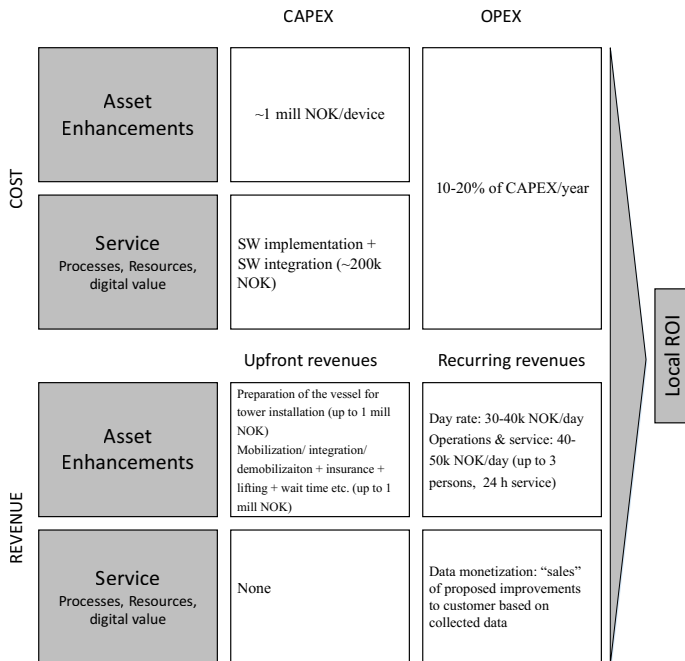 CAPEX
OPEX
COST
Asset
Enhancements
~1 mill NOK/device
10-20% of CAPEX/year
Service
Processes, Resources,
digital value
SW implementation +
SW integration (~200k
NOK)
Local ROI
Upfront revenues
Recurring revenues
REVENUE
Asset
Enhancements
Preparation of the vessel for
tower installation (up to 1 mill
NOK)
Mobilization/ integration/
demobilizaiton + insurance +
lifting + wait time etc. (up to 1
mill NOK)
Day rate: 30-40k NOK/day
Operations & service: 40-
50k NOK/day (up to 3
persons, 24 h service)
Service
Processes, Resources,
digital value
None
Data monetization: “sales”
of proposed improvements
to customer based on
collected data